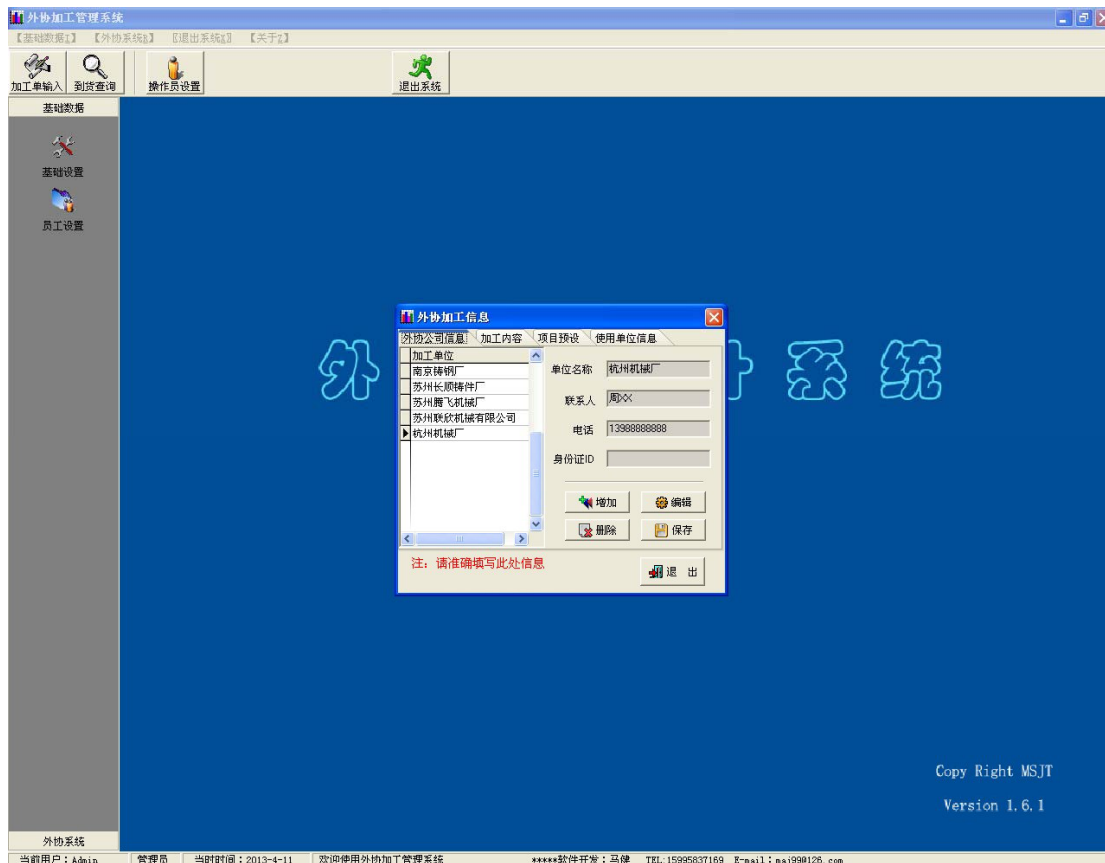 外协加工管理系统
【基础数据I】 【外协系统B】 〖退出系统X〗 【关于Z】
加工单输入 到货查询 操作员设置 退出系统
基础数据
基础设置
员工设置
外 计系统
外协加工信息
外协公司信息 加工内容 项目预设 使用单位信息
加工单位
南京铸钢厂
苏州长顺铸件厂
苏州腾飞机械厂
苏州联欣机械有限公司
杭州机械厂
单位名称 杭州机械厂
联系人 周XX
电话 13988888888
身份证ID
增加 编辑
删除 保存
注：请准确填写此处信息
退 出
Copy Right MSJT
Version 1.6.1
外协系统
当前用户：Admin 管理员 当时时间：2013-4-11 欢迎使用外协加工管理系统 *****软件开发：马健 TEL:15995837169 E-mail：maj990126.com